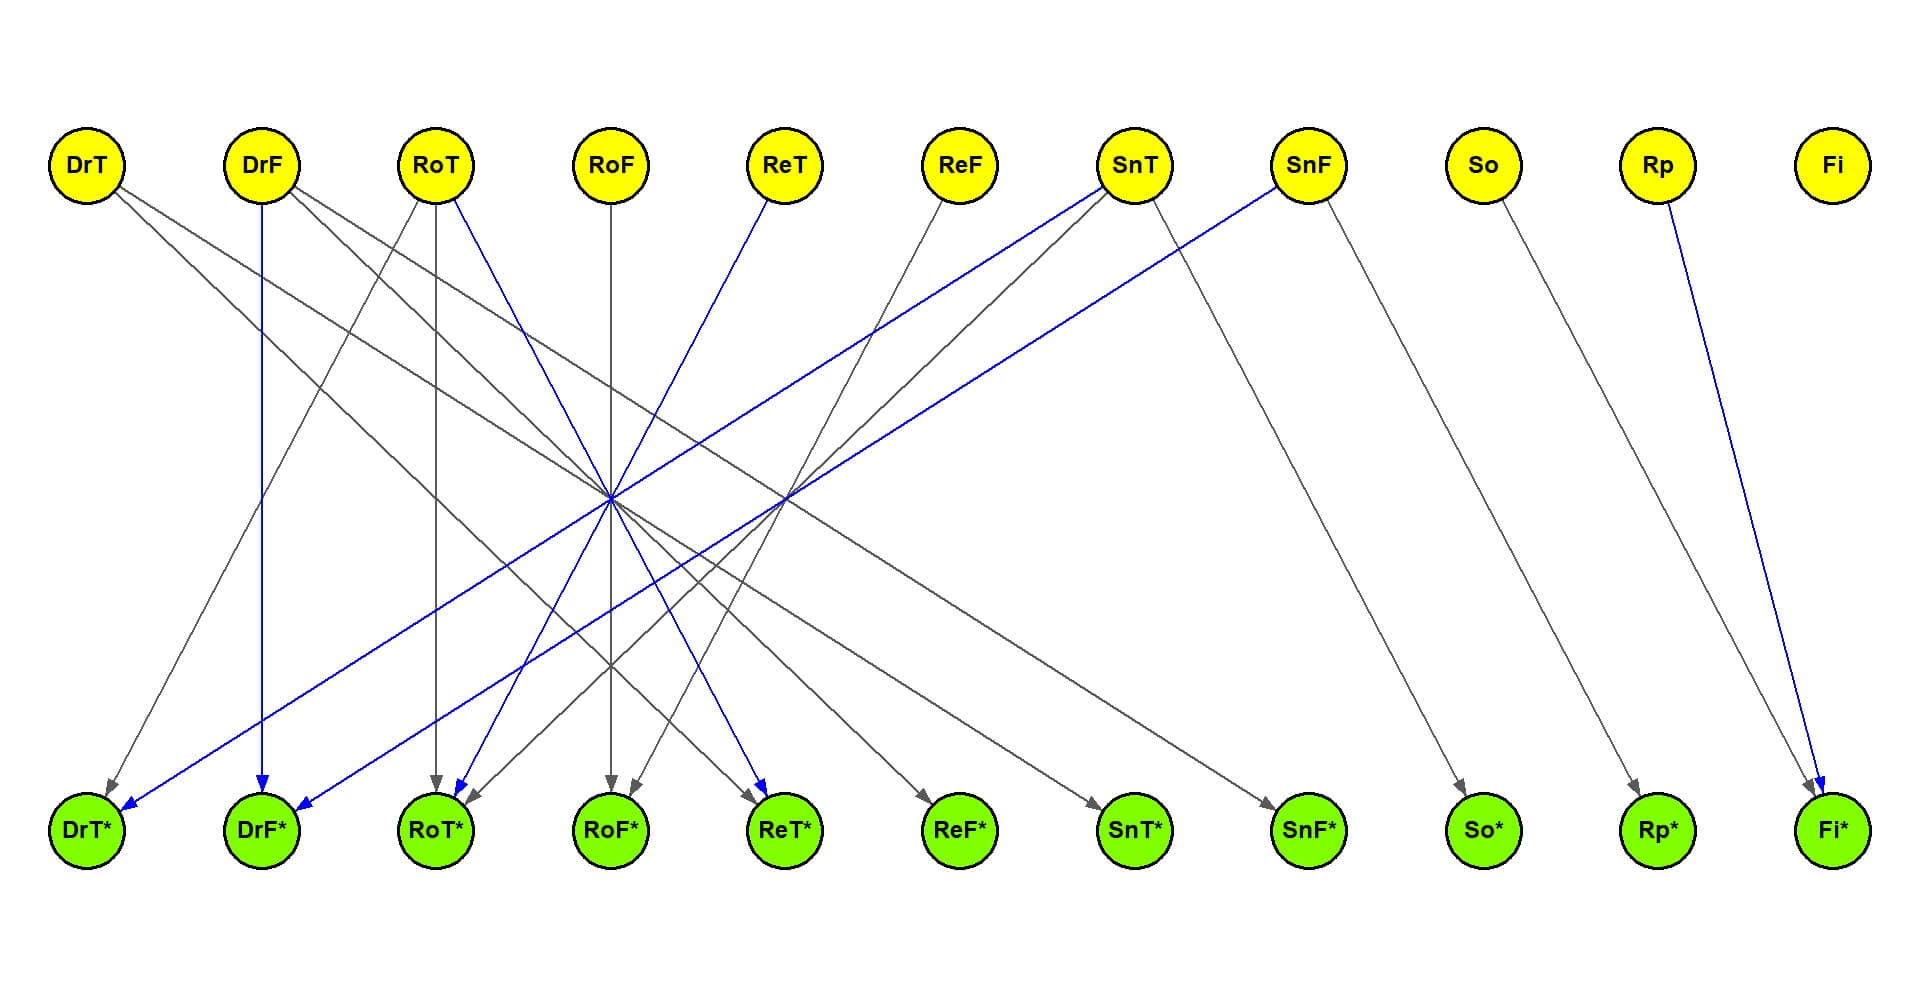 DrT DrF RoT RoF ReT ReF SnT SnF So Rp Fi
DrT* DrF* RoT* RoF* ReT* ReF* SnT* SnF* So* Rp* Fi*